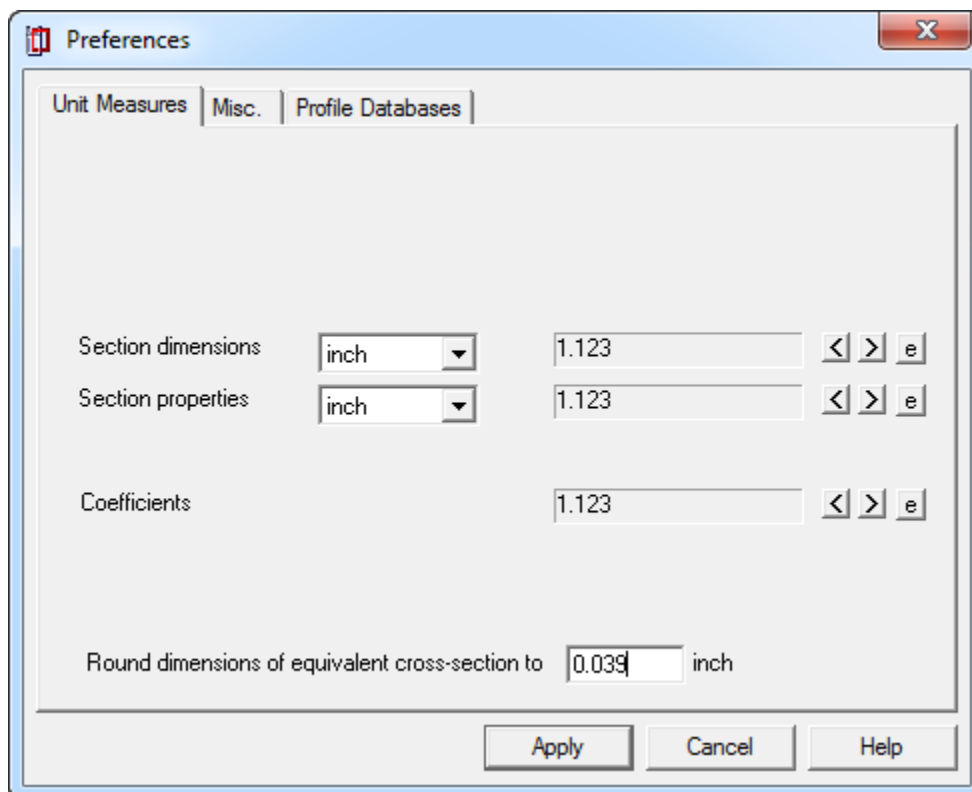 Preferences
Unit Measures Misc. Profile Databases
Section dimensions inch 1.123 < > e
Section properties inch 1.123 < > e
Coefficients 1.123 < > e
Round dimensions of equivalent cross-section to 0.039 inch
Apply Cancel Help